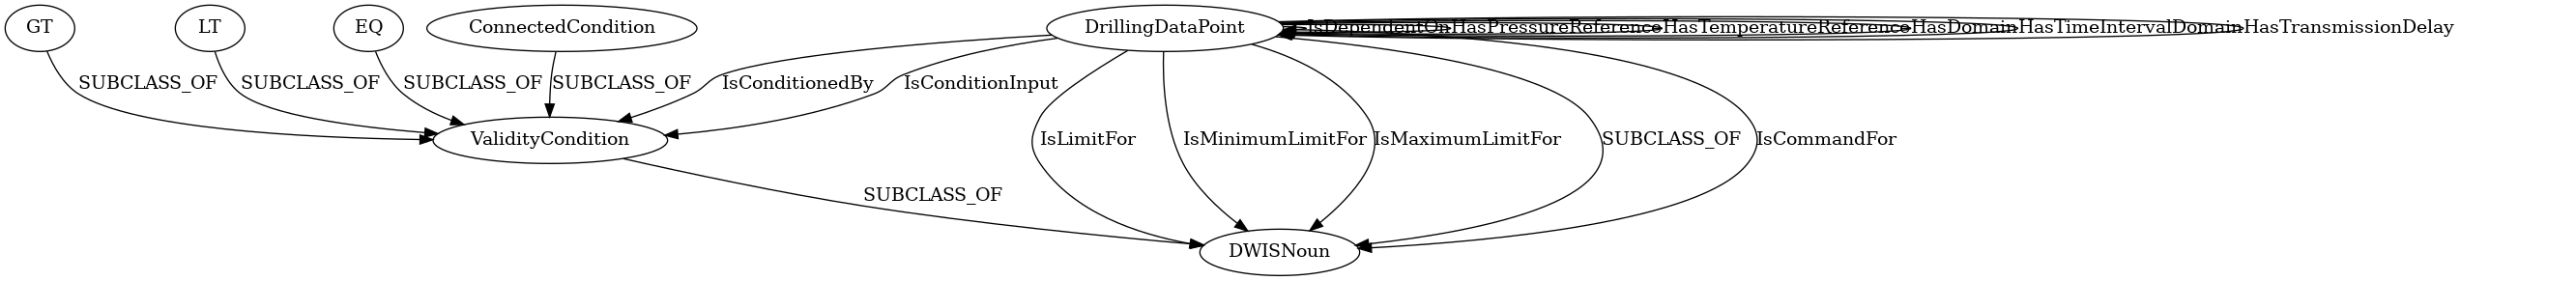 GT
LT
EQ
ConnectedCondition
DrillingDataPoint
IsDependentOn
HasPressureReference
HasTemperatureReference
HasDomain
HasTimeIntervalDomain
HasTransmissionDelay
SUBCLASS_OF
SUBCLASS_OF
SUBCLASS_OF
SUBCLASS_OF
IsConditionedBy
IsConditionInput
ValidityCondition
IsLimitFor
IsMinimumLimitFor
IsMaximumLimitFor
SUBCLASS_OF
IsCommandFor
SUBCLASS_OF
DWISNoun